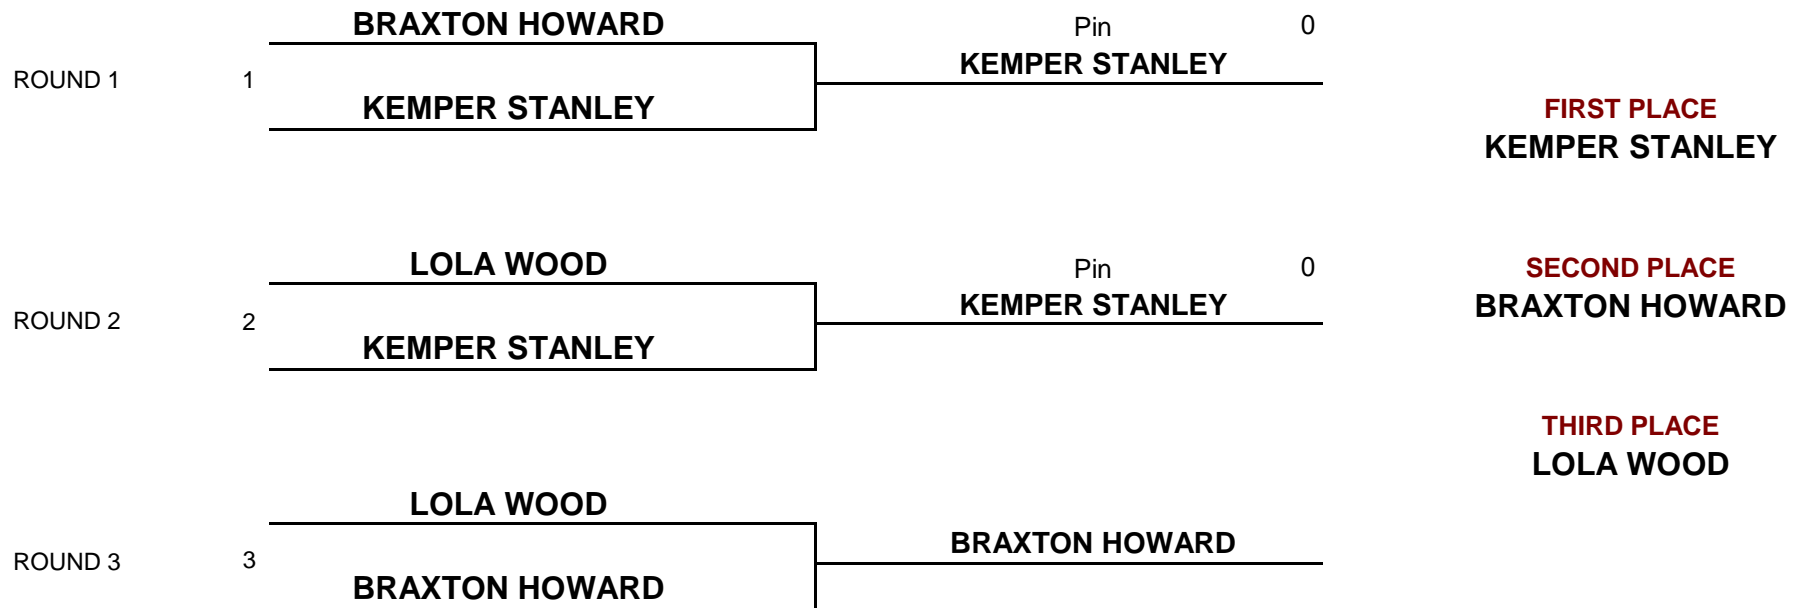 BRAXTON HOWARD
Pin 0
KEMPER STANLEY
ROUND 1 1
KEMPER STANLEY
FIRST PLACE
KEMPER STANLEY
LOLA WOOD
Pin 0
KEMPER STANLEY
ROUND 2 2
KEMPER STANLEY
SECOND PLACE
BRAXTON HOWARD
THIRD PLACE
LOLA WOOD
LOLA WOOD
BRAXTON HOWARD
ROUND 3 3
BRAXTON HOWARD